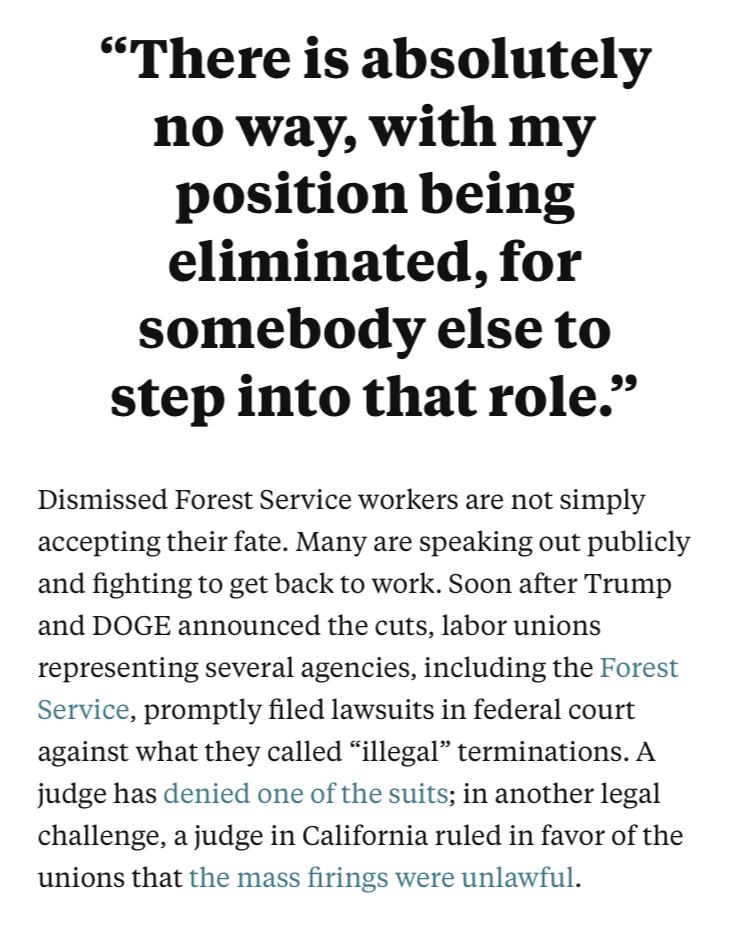 “There is absolutely
no way, with my
position being
eliminated, for
somebody else to
step into that role.”
Dismissed Forest Service workers are not simply
accepting their fate. Many are speaking out publicly
and fighting to get back to work. Soon after Trump
and DOGE announced the cuts, labor unions
representing several agencies, including the Forest
Service, promptly filed lawsuits in federal court
against what they called “illegal” terminations. A
judge has denied one of the suits; in another legal
challenge, a judge in California ruled in favor of the
unions that the mass firings were unlawful.